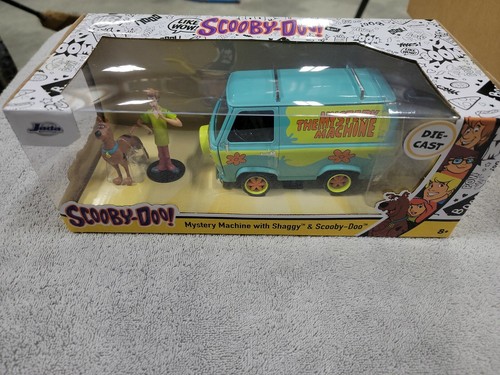 LIKE WOW!
SCOOBY-DOO!
Jada
THE MYSTERY MACHINE
DIE-CAST
SCOOBY-DOO!
Mystery Machine with Shaggy™ & Scooby-Doo™
8+